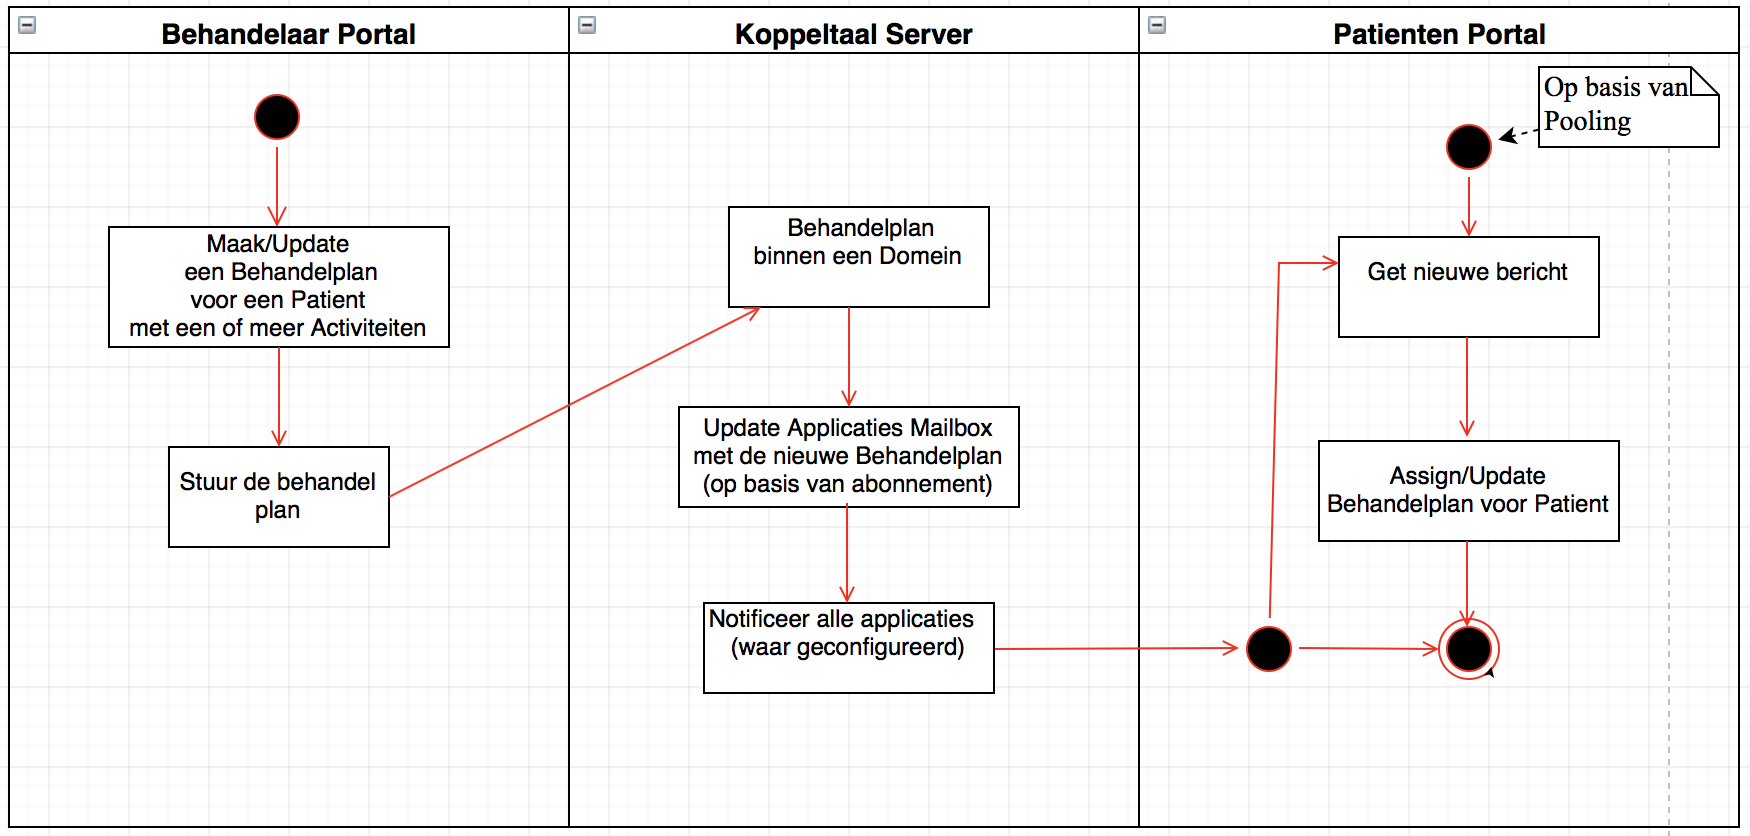 Behandelaar Portal
Koppeltaal Server
Patienten Portal
Maak/Update
een Behandelplan
voor een Patient
met een of meer Activiteiten
Stuur de behandel
plan
Behandelplan
binnen een Domein
Update Applicaties Mailbox
met de nieuwe Behandelplan
(op basis van abonnement)
Notificeer alle applicaties
(waar geconfigureerd)
Op basis van
Pooling
Get nieuwe bericht
Assign/Update
Behandelplan voor Patient